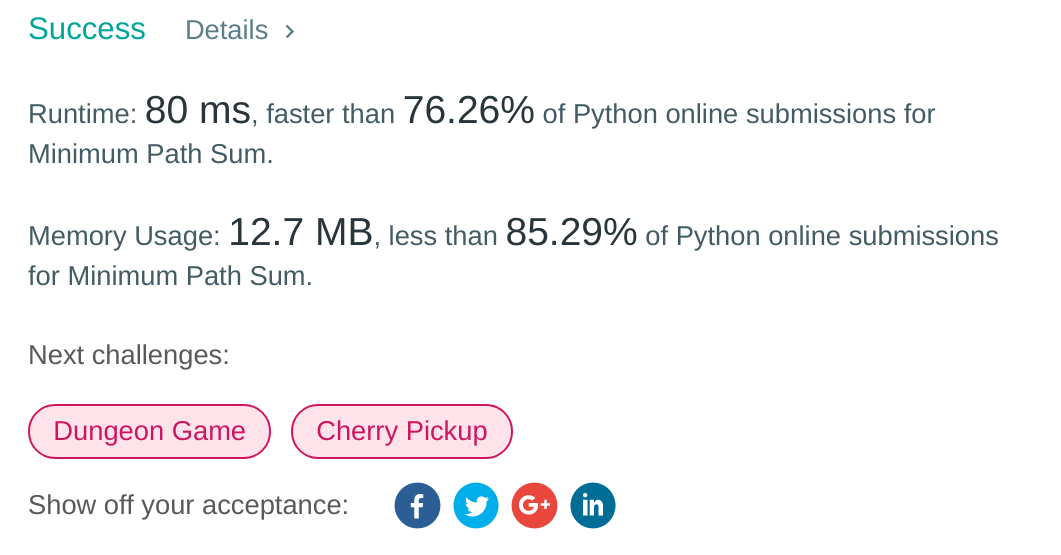 Success Details >
Runtime: 80 ms, faster than 76.26% of Python online submissions for
Minimum Path Sum.
Memory Usage: 12.7 MB, less than 85.29% of Python online submissions
for Minimum Path Sum.
Next challenges:
Dungeon Game Cherry Pickup
Show off your acceptance: f G+ in